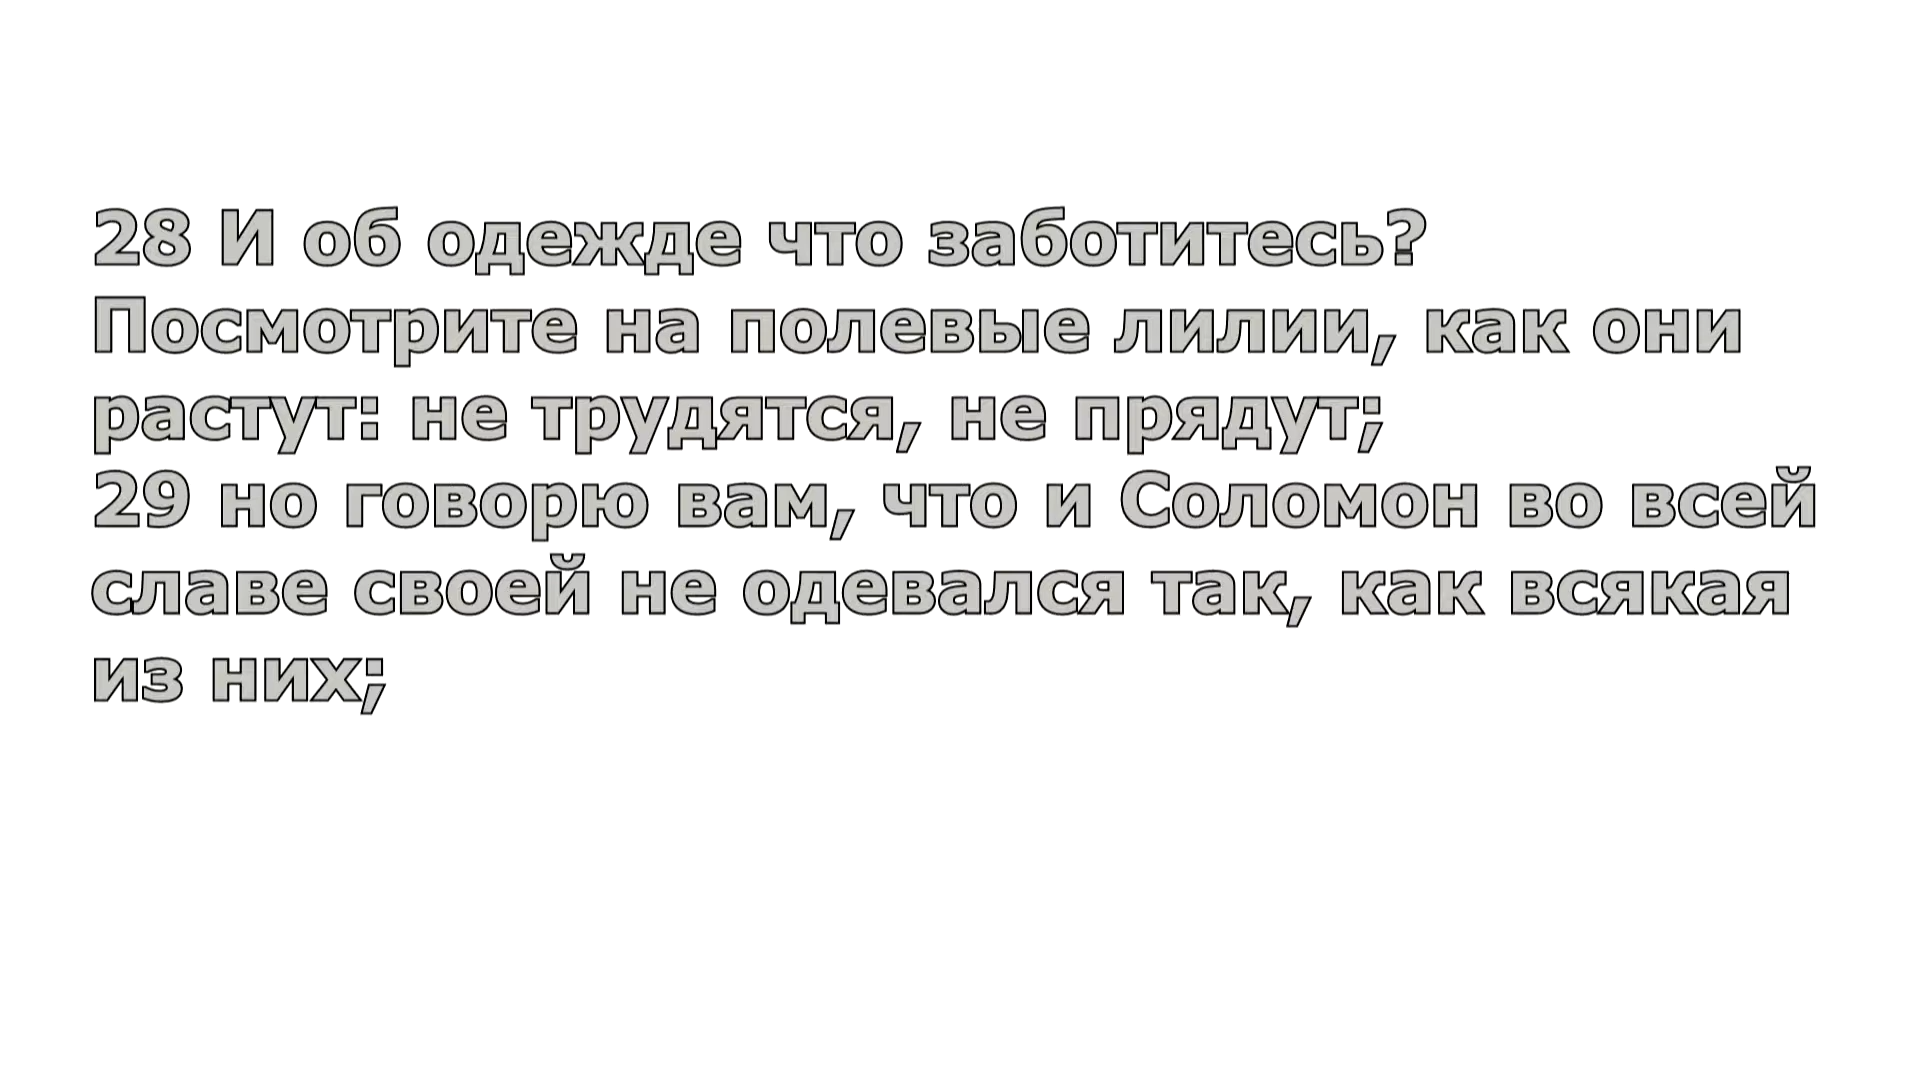 28 И об одежде что заботитесь?
Посмотрите на полевые лилии, как они
растут: не трудятся, не прядут;
29 но говорю вам, что и Соломон во всей
славе своей не одевался так, как всякая
из них;